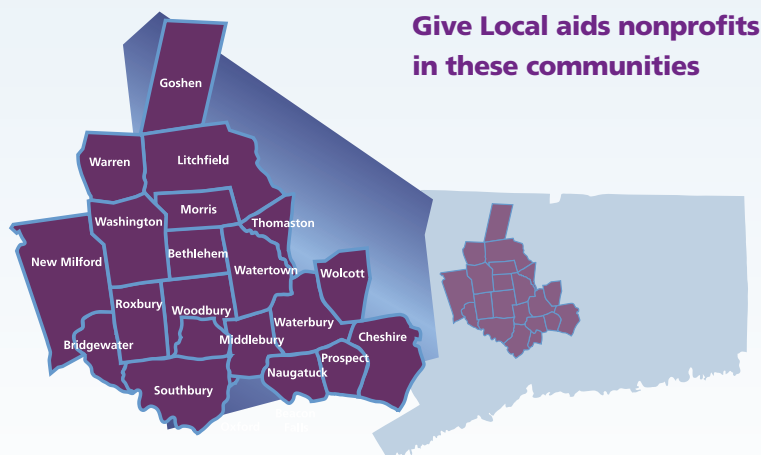 Give Local aids nonprofits
in these communities
Goshen
Warren
Litchfield
Morris
Washington
Thomaston
Bethlehem
New Milford
Watertown
Wolcott
Roxbury
Woodbury
Waterbury
Bridgewater
Middlebury
Cheshire
Prospect
Naugatuck
Southbury